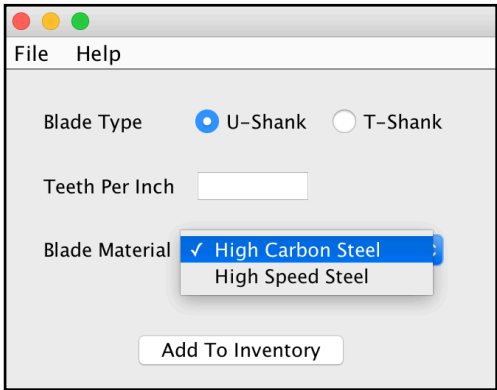 File Help
Blade Type U-Shank T-Shank
Teeth Per Inch
Blade Material ✓ High Carbon Steel
High Speed Steel
Add To Inventory